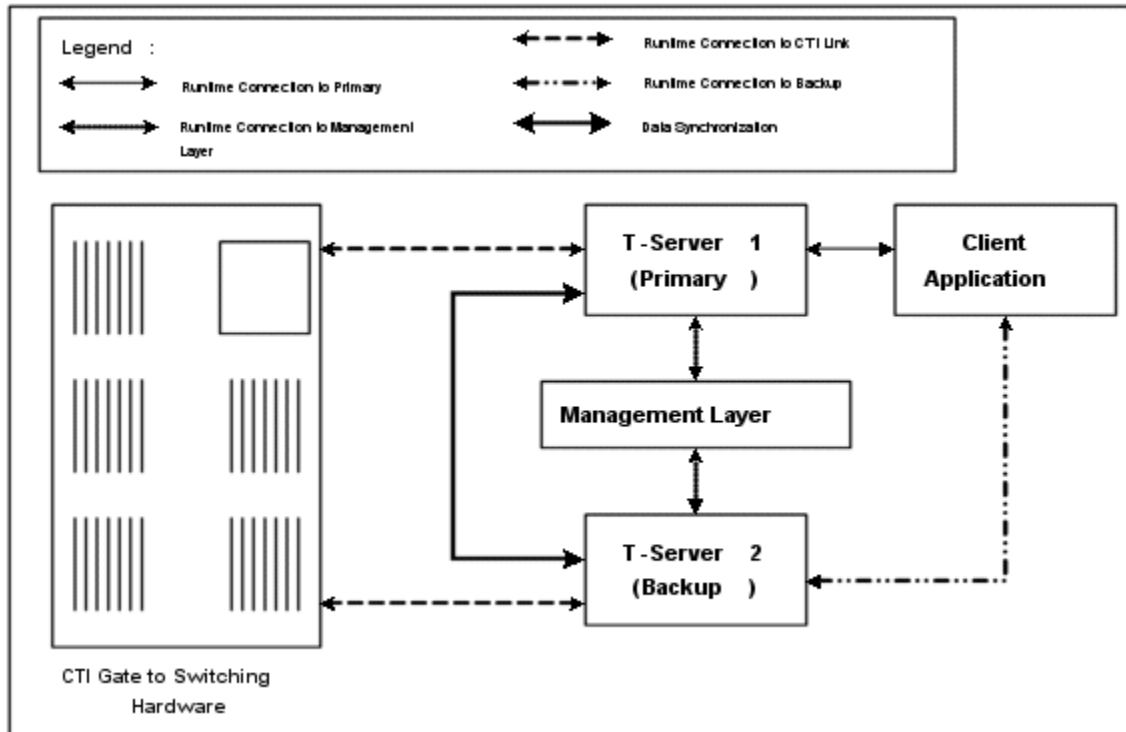 Legend :
Runtime Connection to Primary
Runtime Connection to Management
Layer
Runtime Connection to CTI Link
Runtime Connection to Backup
Data Synchronization
T-Server 1
(Primary )
Client
Application
Management Layer
T-Server 2
(Backup )
CTI Gate to Switching
Hardware